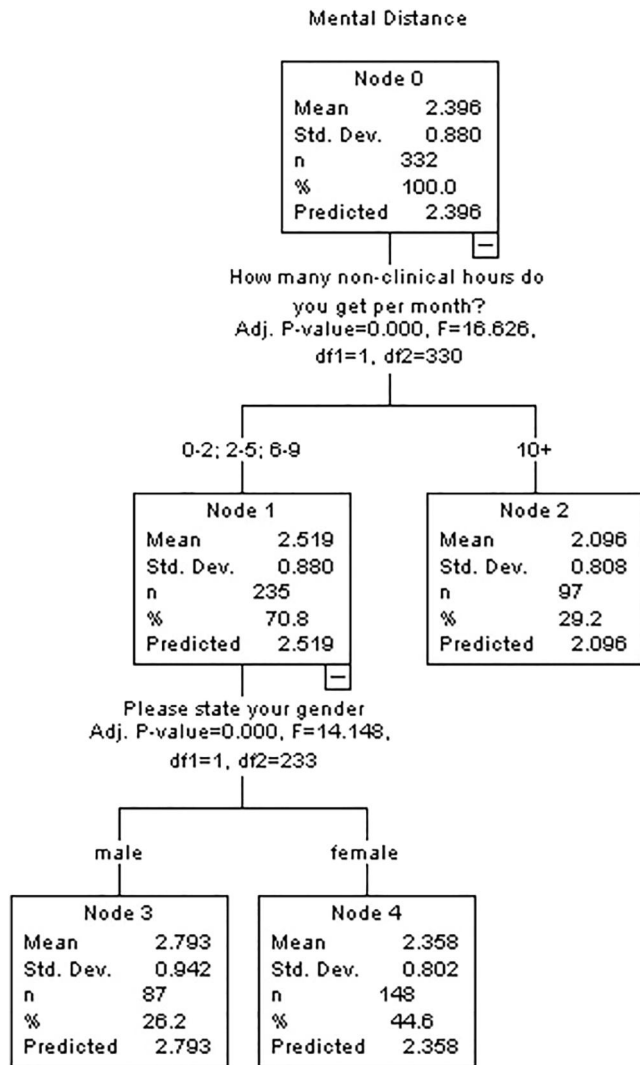 Mental Distance
Node 0
Mean 2.396
Std. Dev. 0.880
n 332
% 100.0
Predicted 2.396
How many non-clinical hours do
you get per month?
Adj. P-value=0.000, F=16.626,
df1=1, df2=330
0-2; 2-5; 6-9
10+
Node 1
Mean 2.519
Std. Dev. 0.880
n 235
% 70.8
Predicted 2.519
Node 2
Mean 2.096
Std. Dev. 0.808
n 97
% 29.2
Predicted 2.096
Please state your gender
Adj. P-value=0.000, F=14.148,
df1=1, df2=233
male
female
Node 3
Mean 2.793
Std. Dev. 0.942
n 87
% 26.2
Predicted 2.793
Node 4
Mean 2.358
Std. Dev. 0.802
n 148
% 44.6
Predicted 2.358